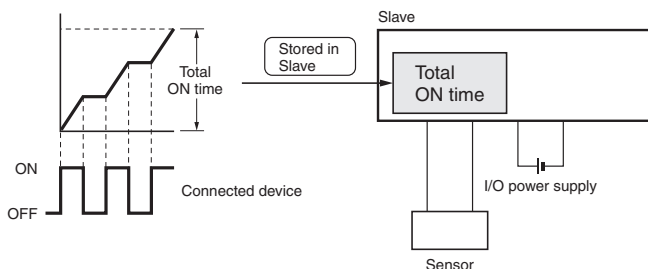 Slave
Total
ON time
Stored in
Slave
Total
ON time
ON
OFF
Connected device
I/O power supply
Sensor